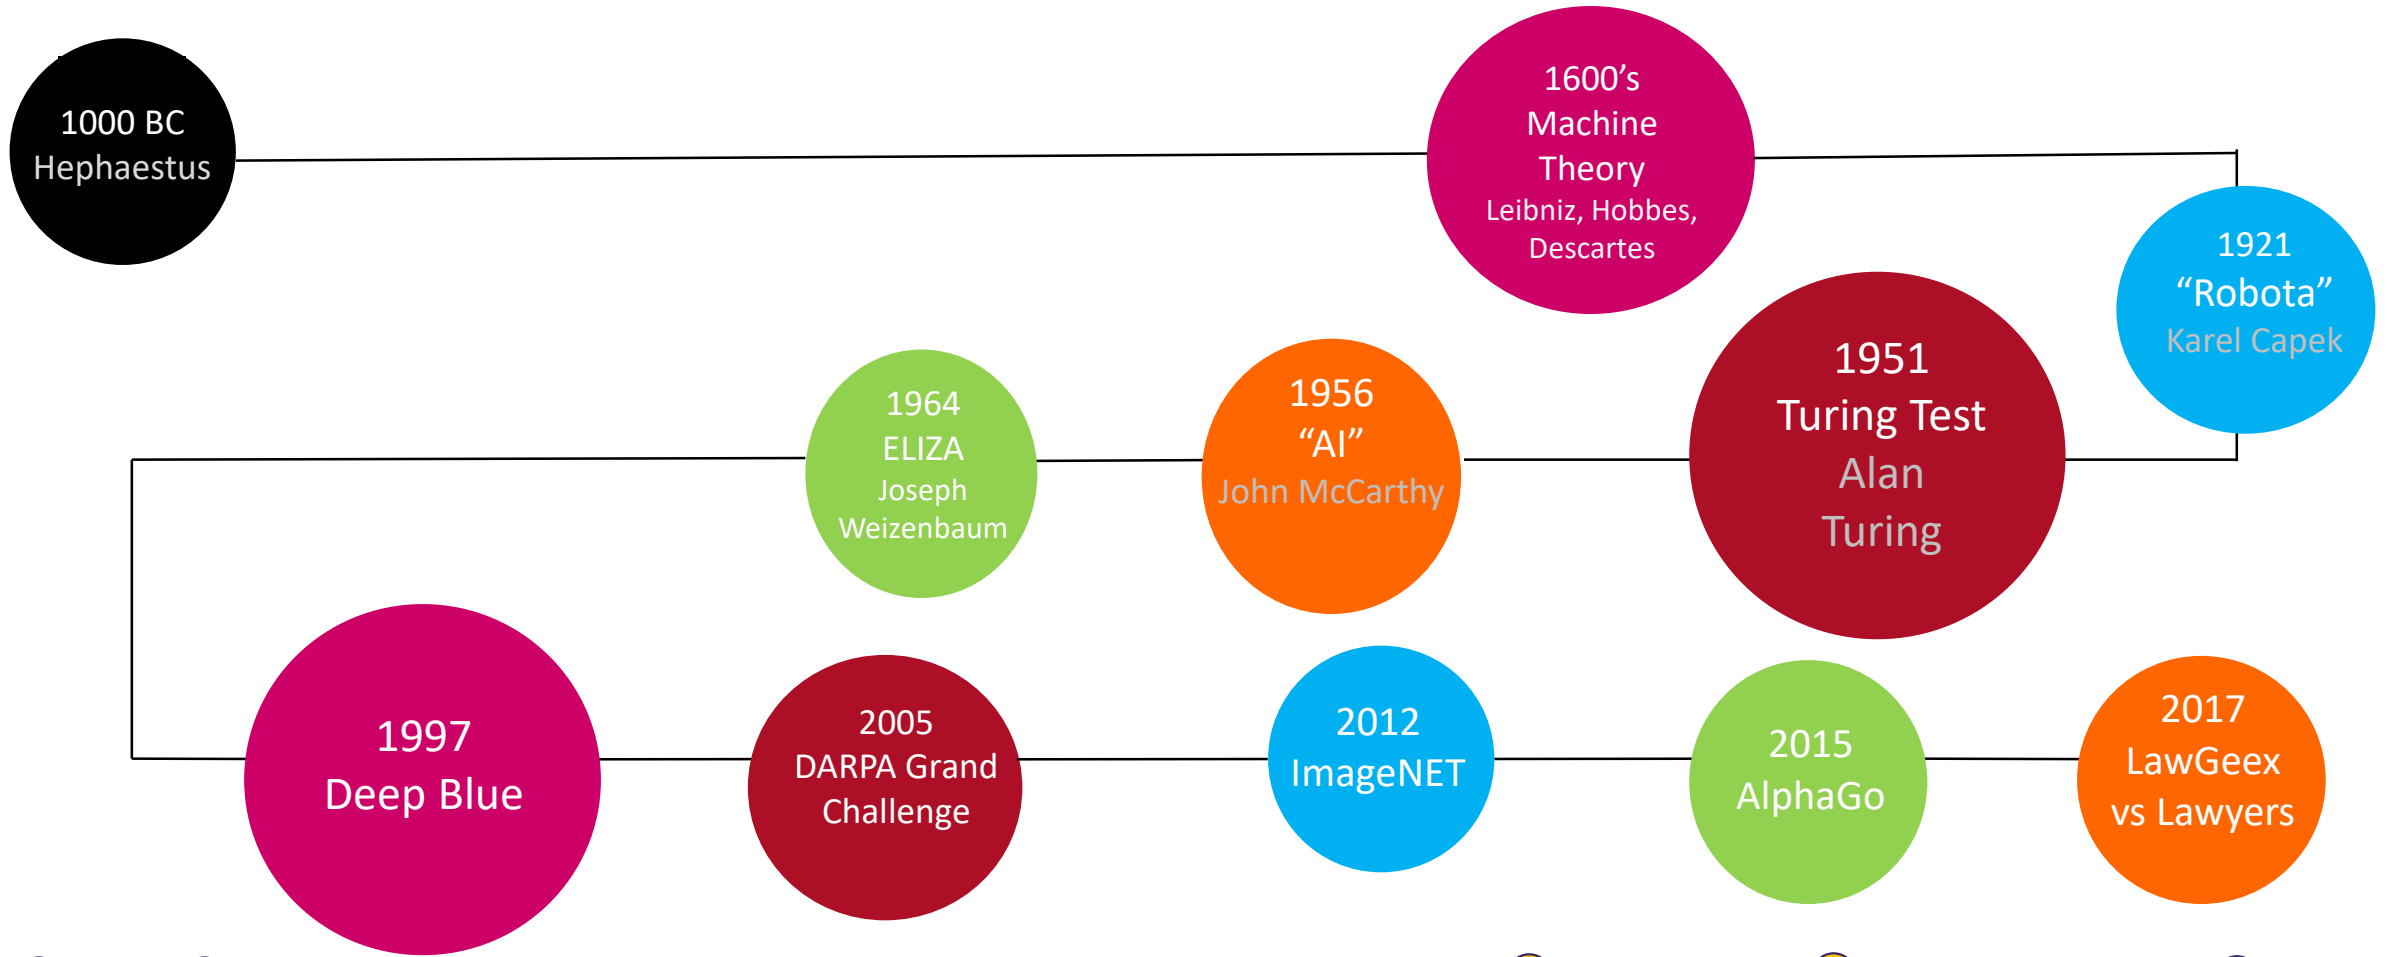 1000 BC
Hephaestus
1600’s
Machine
Theory
Leibniz, Hobbes,
Descartes
1921
“Robota”
Karel Capek
1951
Turing Test
Alan
Turing
1956
“AI”
John McCarthy
1964
ELIZA
Joseph
Weizenbaum
1997
Deep Blue
2005
DARPA Grand
Challenge
2012
ImageNET
2015
AlphaGo
2017
LawGeex
vs Lawyers